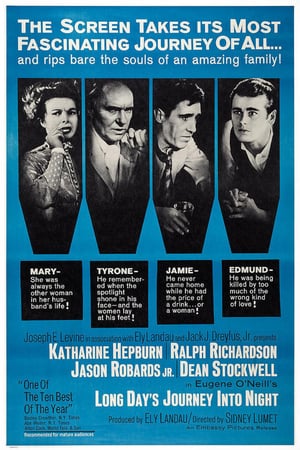 THE SCREEN TAKES ITS MOST
FASCINATING JOURNEY OF ALL...
and rips bare the souls of an amazing family!
MARY-
She was
always the
other woman
in her hus-
band's life!
TYRONE-
He remem-
bered when
the spotlight
shone in his
face—and the
women lay
at his feet!
JAMIE-
He never
came home
while he had
the price of
a drink...or
a woman!
EDMUND-
He was being
killed by too
much of the
wrong kind
of love!
Joseph E. Levine in association with Ely Landau and Jack J. Dreyfus, Jr. presents
KATHARINE HEPBURN RALPH RICHARDSON
JASON ROBARDS JR. DEAN STOCKWELL
in Eugene O'Neill's
"One Of
The Ten Best
Of The Year"
LONG DAY'S JOURNEY INTO NIGHT
Produced by ELY LANDAU/Directed by SIDNEY LUMET
An Embassy Pictures Release
Recommended for mature audiences